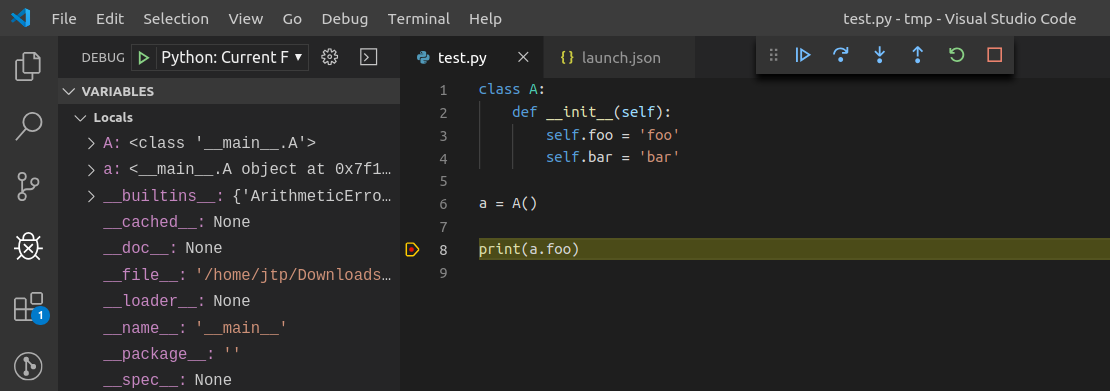 File Edit Selection View Go Debug Terminal Help test.py - tmp - Visual Studio Code
DEBUG Python: Current F
test.py
{} launch.json
VARIABLES
Locals
A: <class '__main__.A'>
a: <__main__.A object at 0x7f1…
__builtins__: {'ArithmeticErro…
__cached__: None
__doc__: None
__file__: '/home/jtp/Downloads…
__loader__: None
__name__: '__main__'
__package__: ''
__spec__: None
1
1 class A:
2 def __init__(self):
3 self.foo = 'foo'
4 self.bar = 'bar'
5
6 a = A()
7
8 print(a.foo)
9